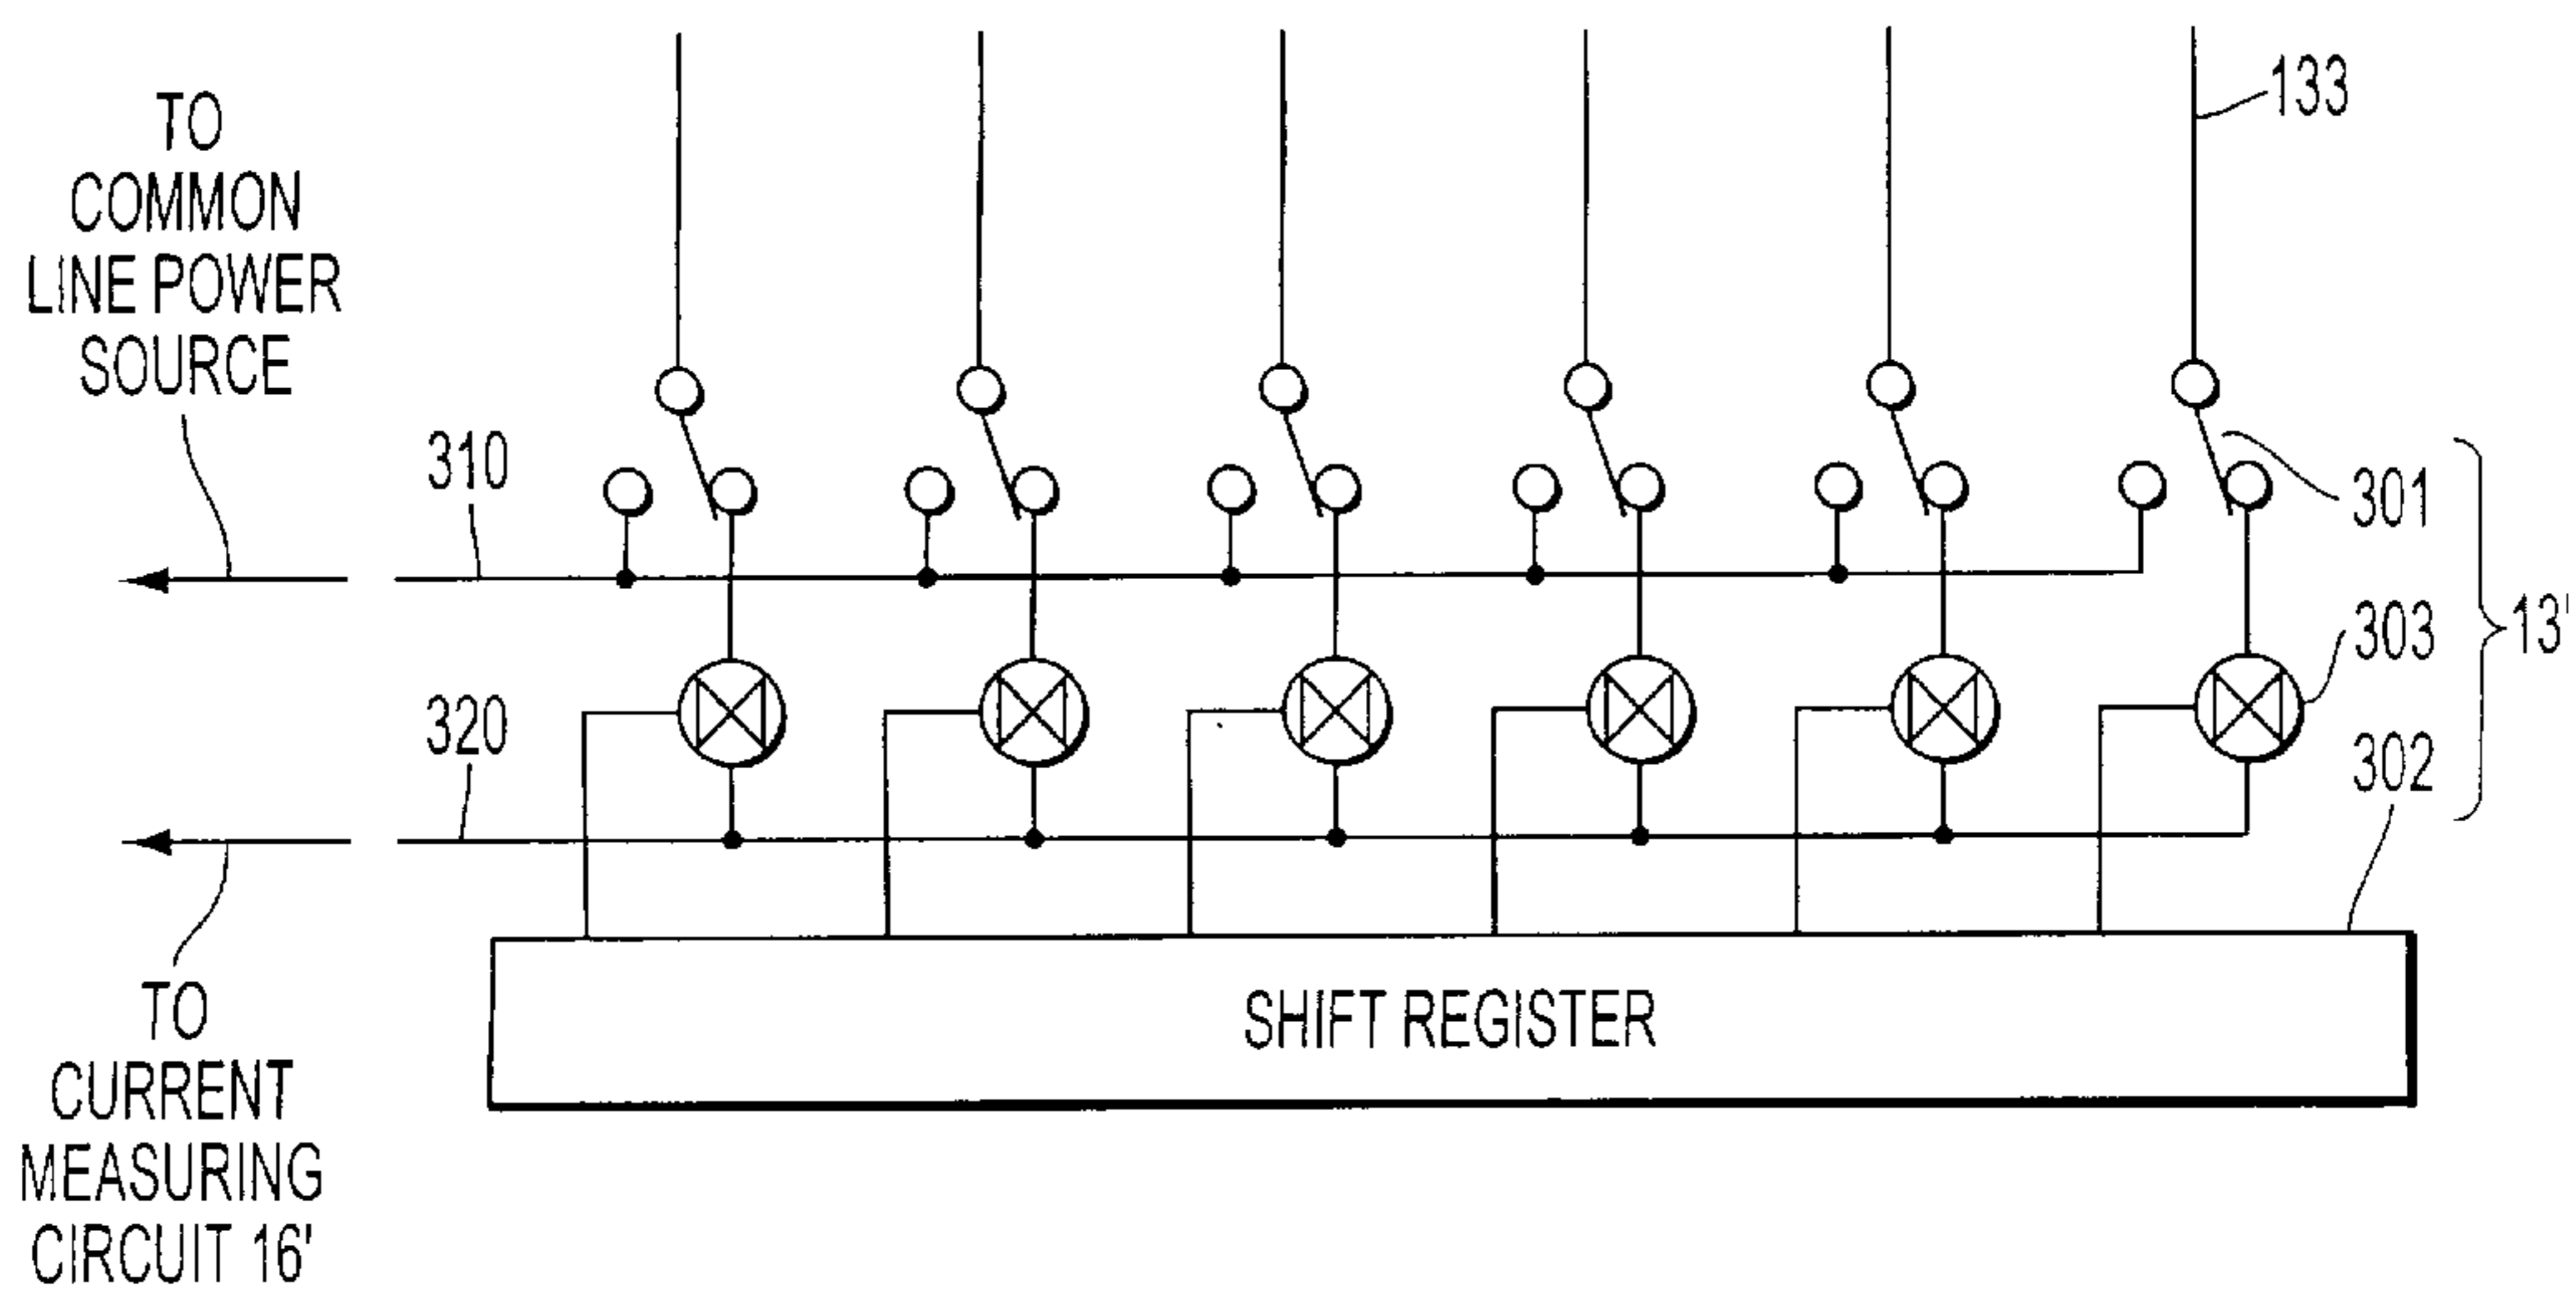 TO
COMMON
LINE POWER
SOURCE
133
310
301
13'
303
320
302
TO
CURRENT
MEASURING
CIRCUIT 16'
SHIFT REGISTER